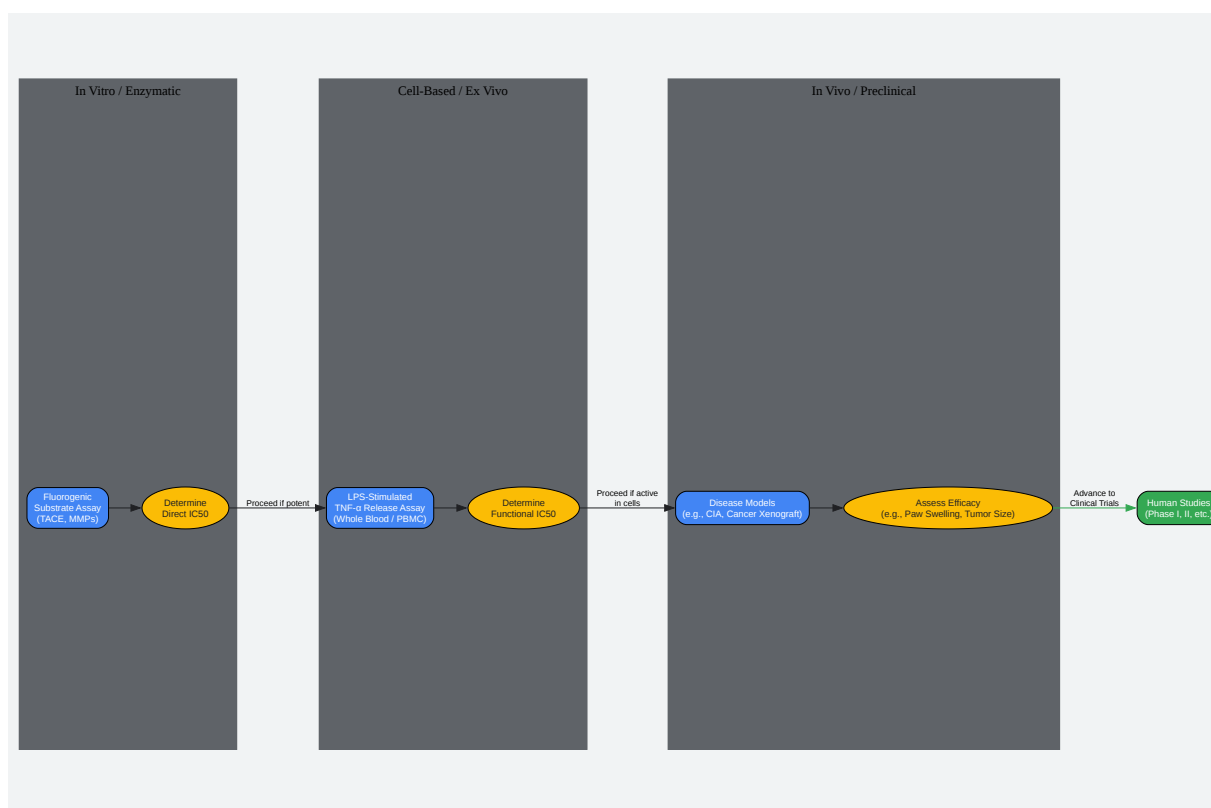 In Vitro / Enzymatic
Fluorogenic
Substrate Assay
(TACE, MMPs)
Determine
Direct IC50
Proceed if potent
Cell-Based / Ex Vivo
LPS-Stimulated
TNF-α Release Assay
(Whole Blood / PBMC)
Determine
Functional IC50
Proceed if active
in cells
In Vivo / Preclinical
Disease Models
(e.g., CIA, Cancer Xenograft)
Assess Efficacy
(e.g., Paw Swelling, Tumor Size)
Advance to
Clinical Trials
Human Studies
(Phase I, II, etc.)